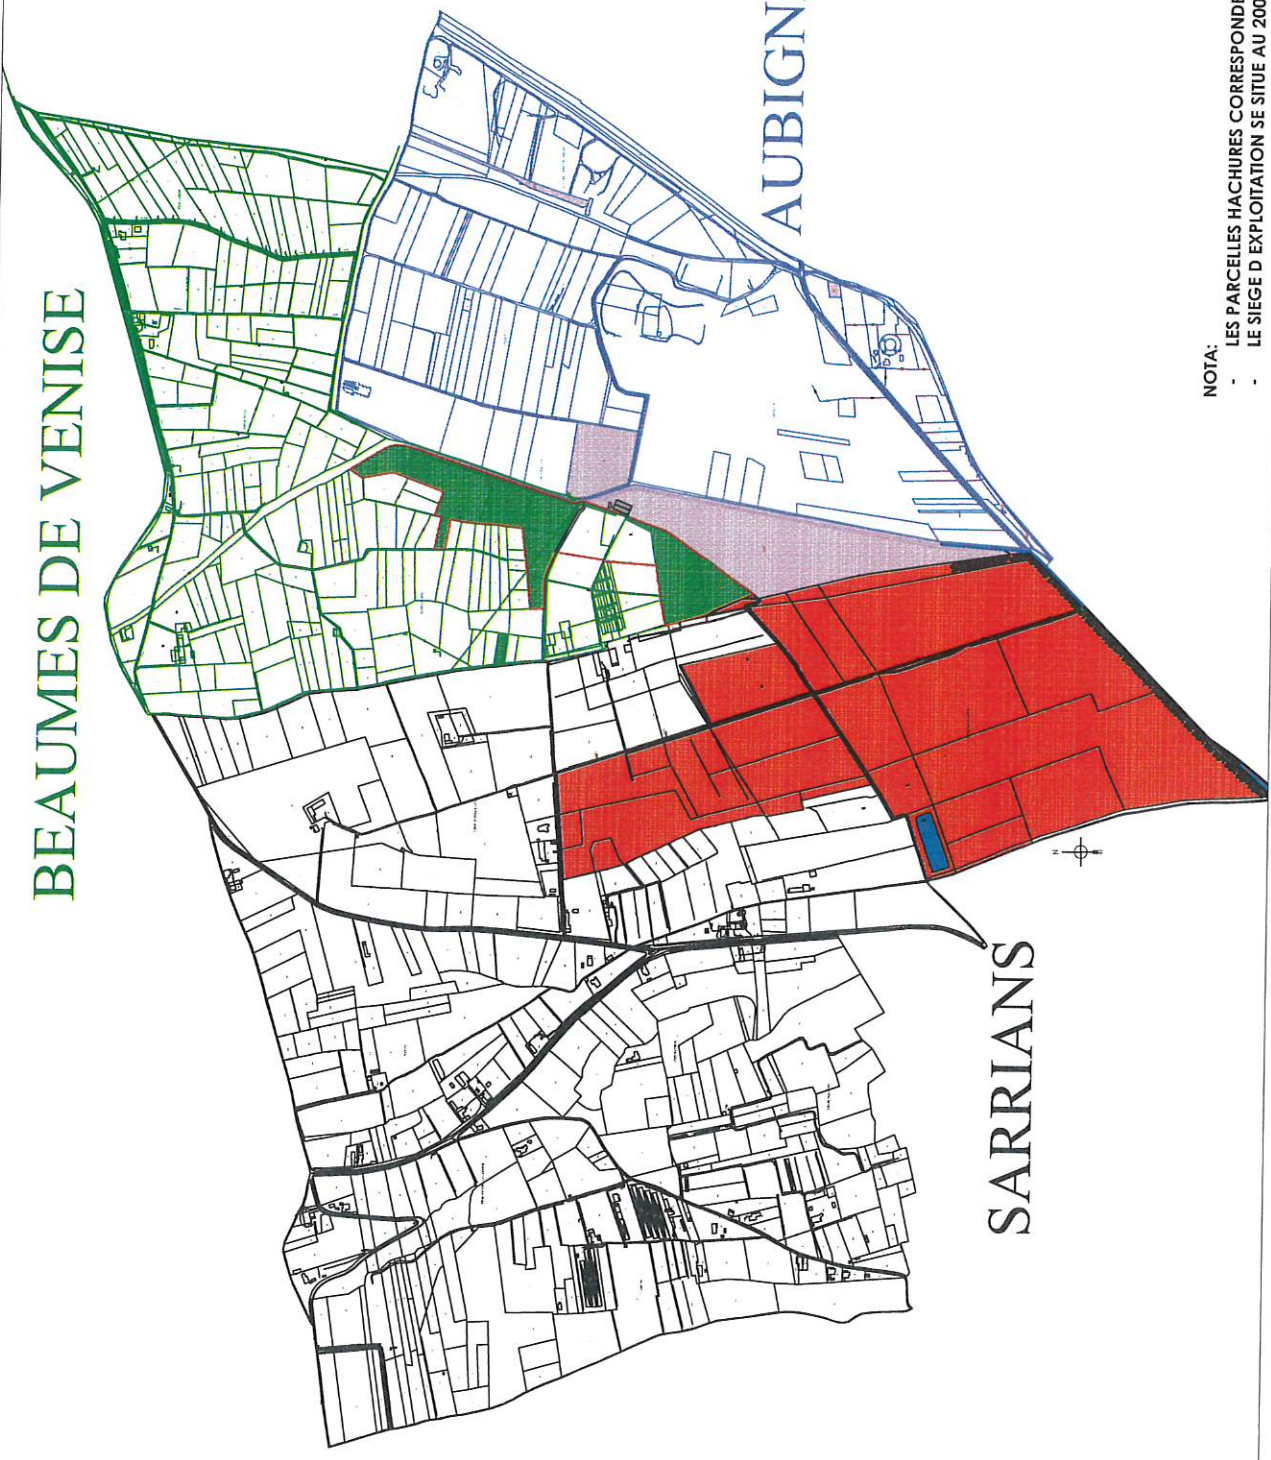 BEAUMES DE VENISE
AUBIGN
SARRIANS
N
NOTA:
- LES PARCELLES HACHURES CORRESPONDE
- LE SIEGE D EXPLOITATION SE SITUE AU 200